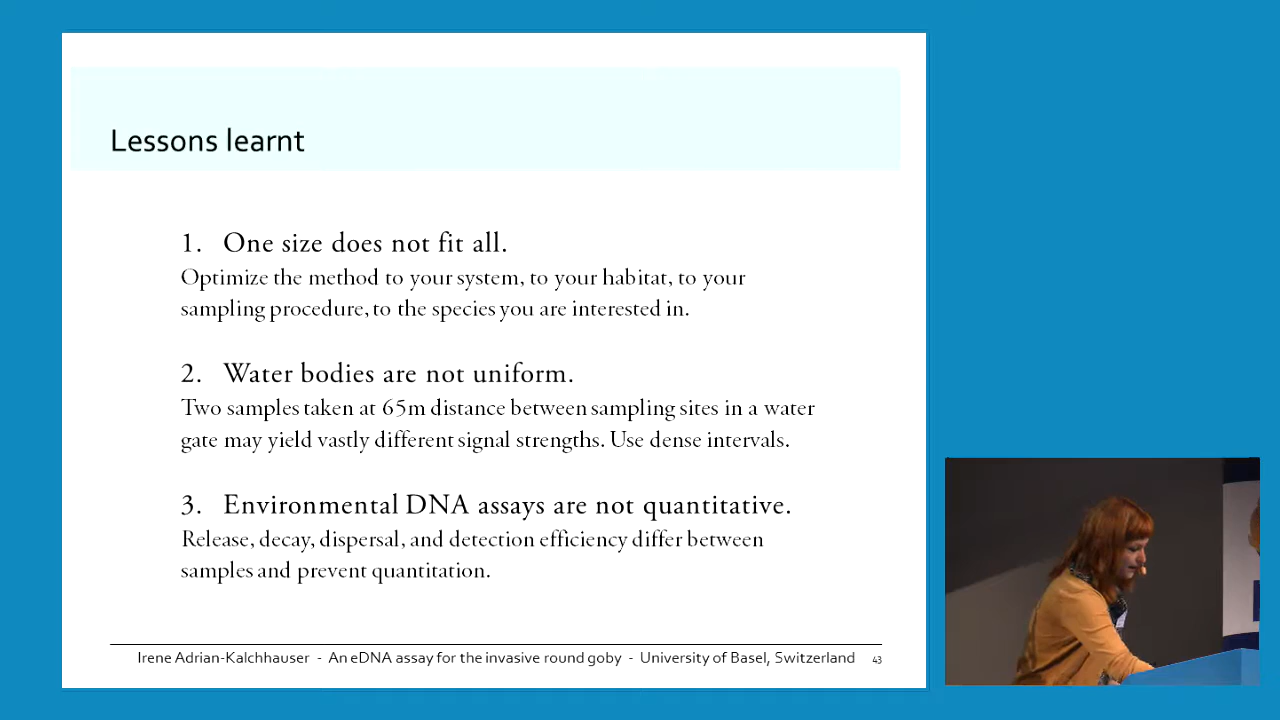 Lessons learnt
1. One size does not fit all.
Optimize the method to your system, to your habitat, to your
sampling procedure, to the species you are interested in.
2. Water bodies are not uniform.
Two samples taken at 65m distance between sampling sites in a water
gate may yield vastly different signal strengths. Use dense intervals.
3. Environmental DNA assays are not quantitative.
Release, decay, dispersal, and detection efficiency differ between
samples and prevent quantitation.
Irene Adrian-Kalchhauser - An eDNA assay for the invasive round goby - University of Basel, Switzerland 43